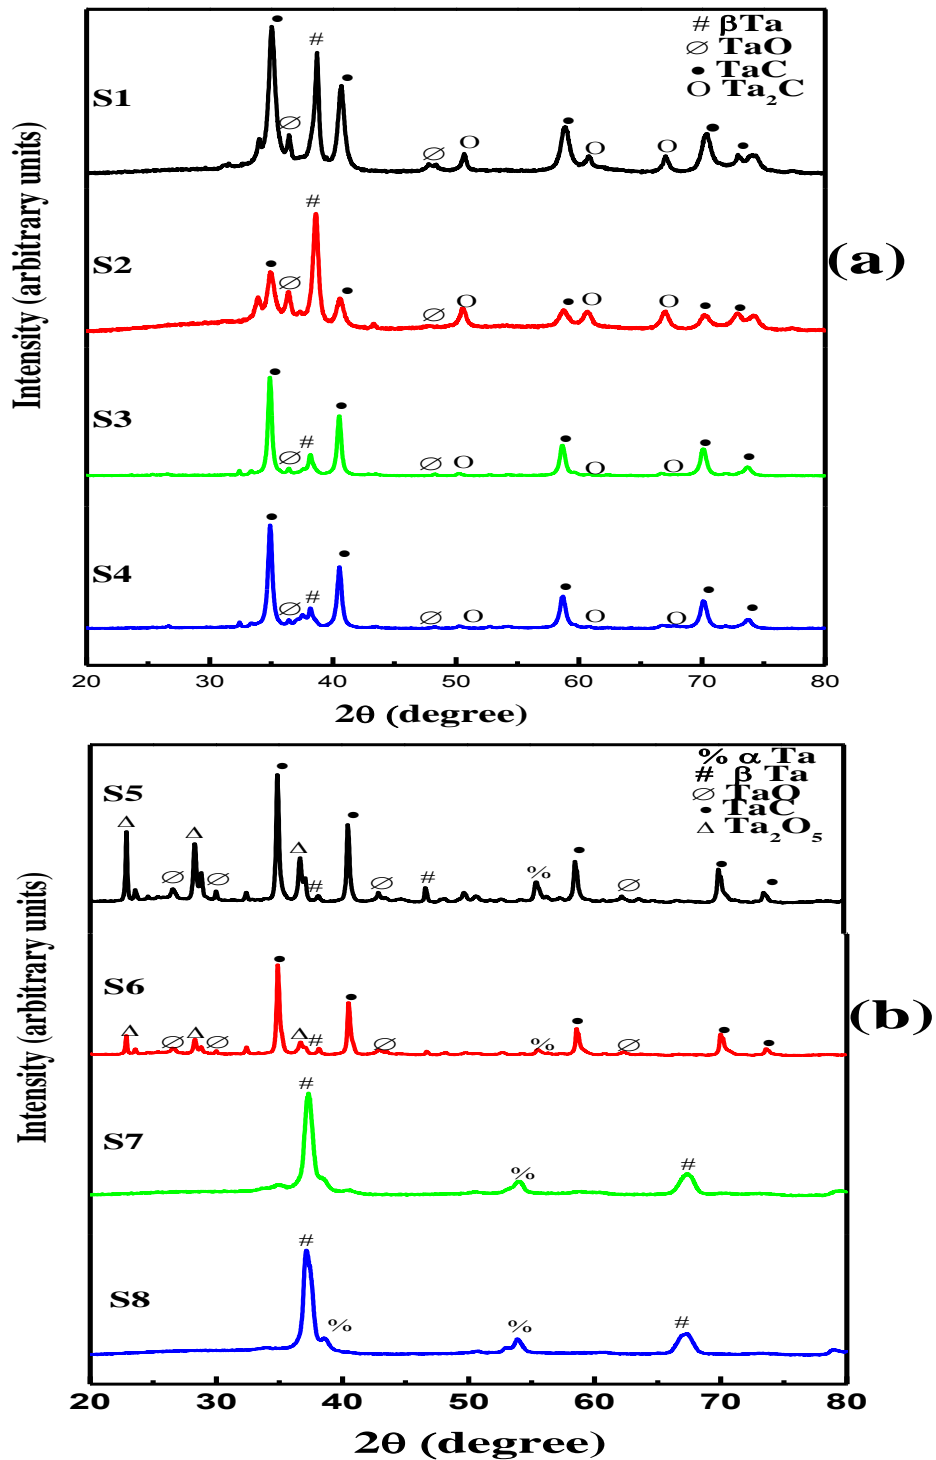 # βTa
∅ TaO
• TaC
O Ta₂C
S1
S2
S3
S4
Intensity (arbitrary units)
(a)
• # • ∅ ∅ O • O O • •
# • ∅ • ∅ O • O O • •
• ∅ # • ∅ O • O O • •
• ∅ # • ∅ O • O O • •
20 30 40 50 60 70 80
2θ (degree)
% α Ta
# β Ta
∅ TaO
• TaC
Δ Ta₂O₅
S5
S6
S7
S8
Intensity (arbitrary units)
(b)
Δ ∅ Δ ∅ • Δ # • ∅ # % • ∅ • •
Δ ∅ Δ ∅ • Δ # • ∅ % • ∅ • •
# % #
# % % #
20 30 40 50 60 70 80
2θ (degree)